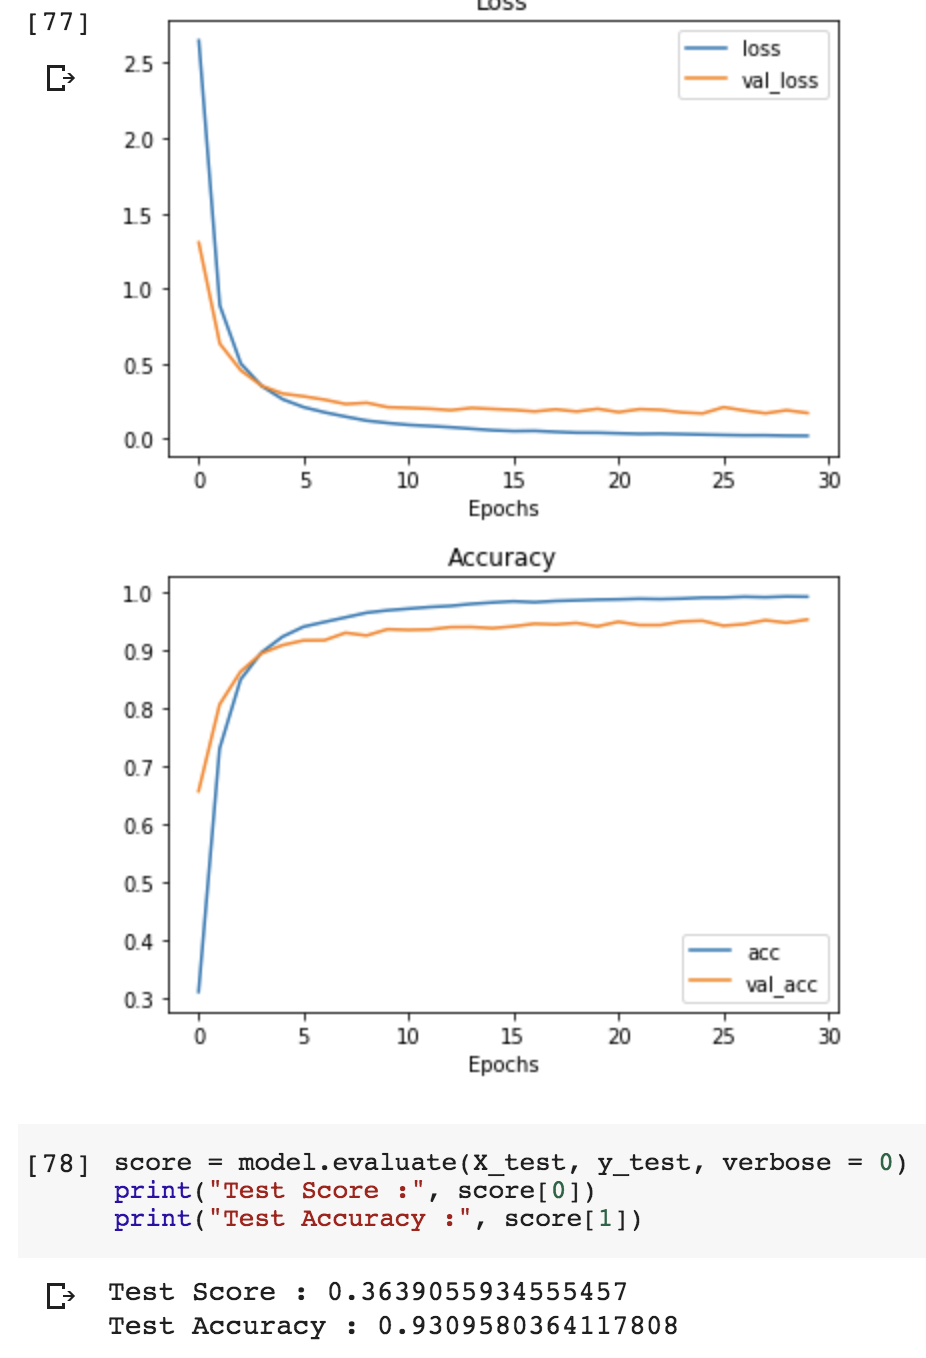 Loss
[77]
loss
val_loss
2.5
2.0
1.5
1.0
0.5
0.0
0 5 10 15 20 25 30
Epochs
Accuracy
1.0
0.9
0.8
0.7
0.6
0.5
0.4
0.3
acc
val_acc
0 5 10 15 20 25 30
Epochs
[78] score = model.evaluate(X_test, y_test, verbose = 0)
print("Test Score :", score[0])
print("Test Accuracy :", score[1])
Test Score : 0.3639055934555457
Test Accuracy : 0.9309580364117808